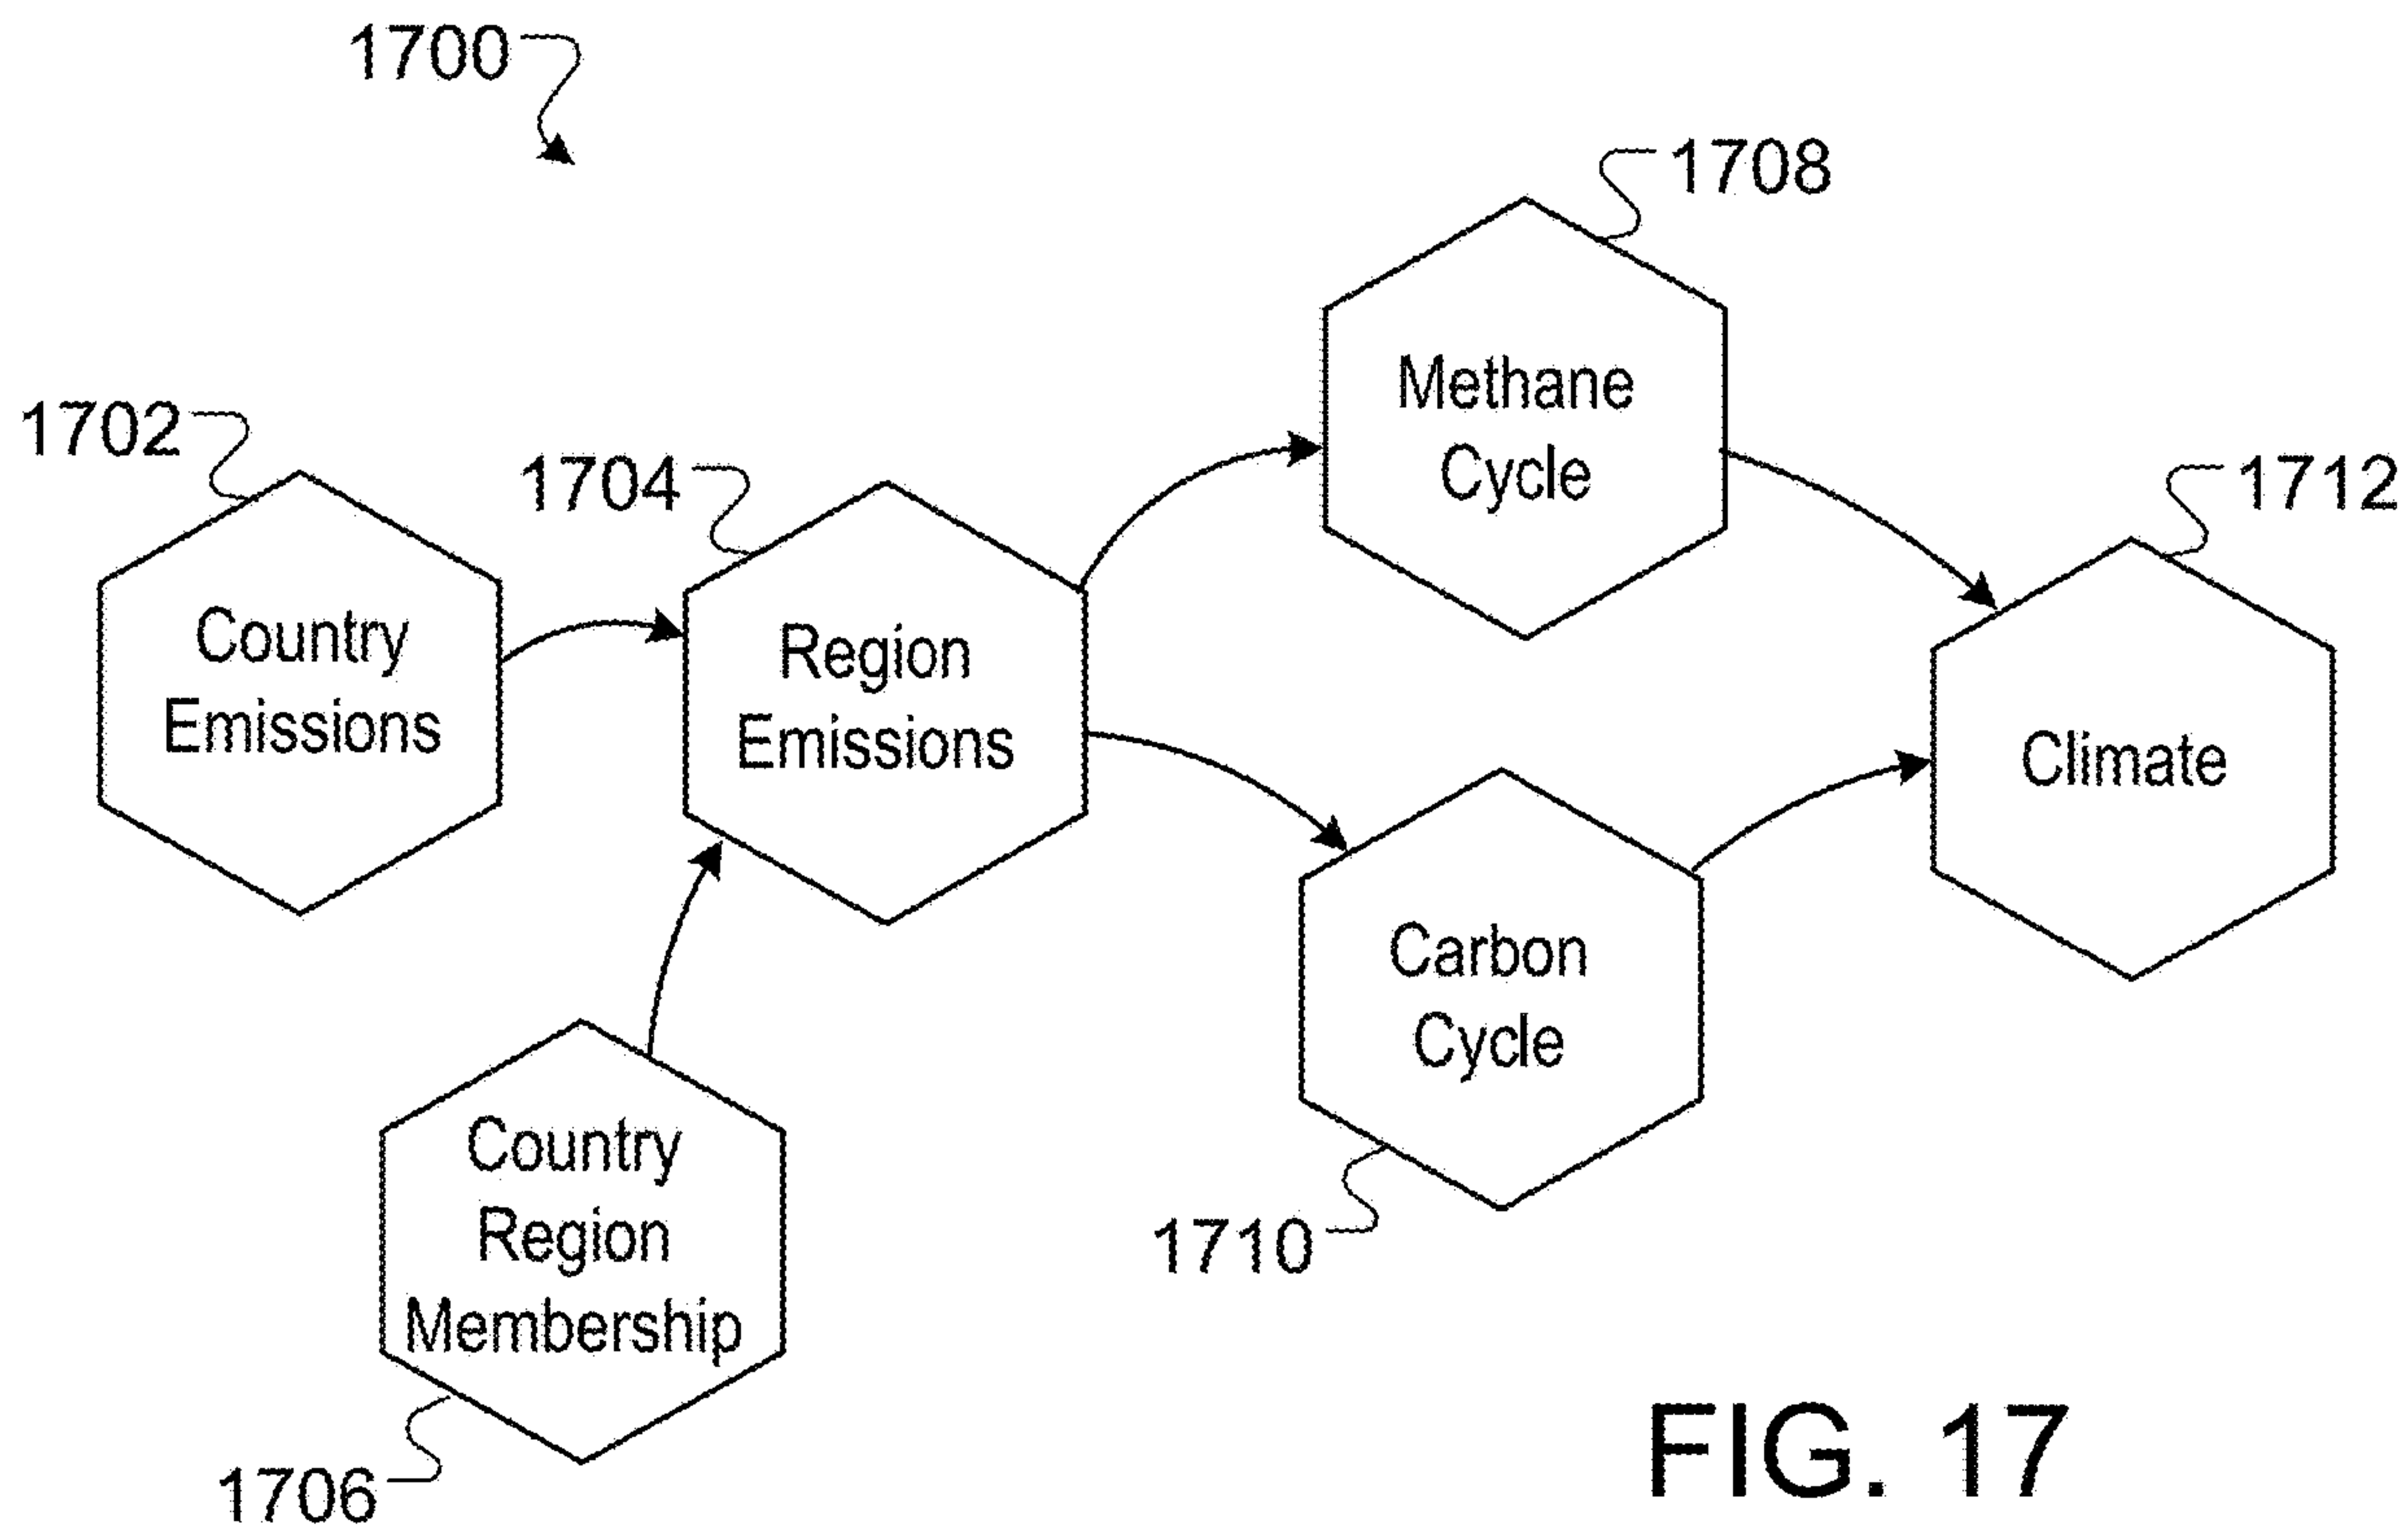 1700
1708
1702
1704
1712
Methane
Cycle
Country
Emissions
Region
Emissions
Climate
Carbon
Cycle
Country
Region
Membership
1710
1706
FIG. 17